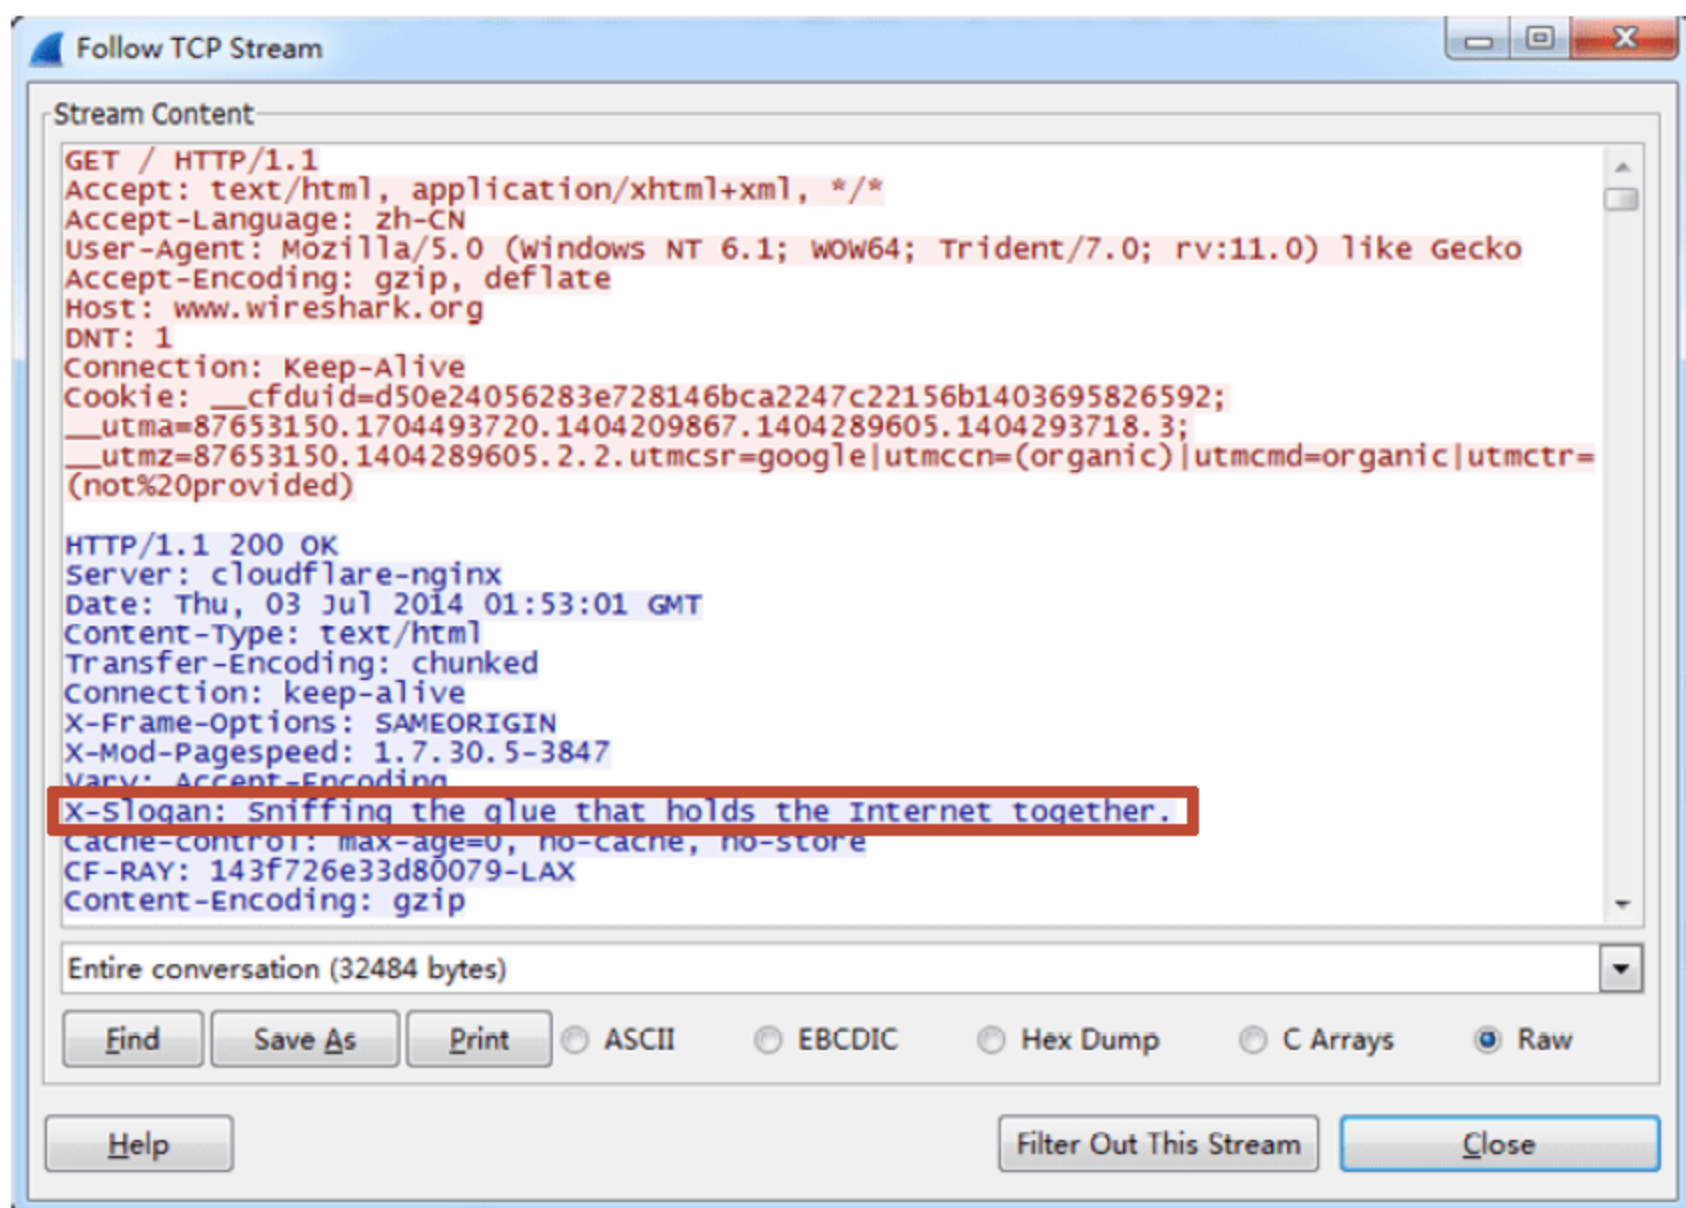 Follow TCP Stream
Stream Content
GET / HTTP/1.1
Accept: text/html, application/xhtml+xml, */*
Accept-Language: zh-CN
User-Agent: Mozilla/5.0 (Windows NT 6.1; WOW64; Trident/7.0; rv:11.0) like Gecko
Accept-Encoding: gzip, deflate
Host: www.wireshark.org
DNT: 1
Connection: Keep-Alive
Cookie: __cfduid=d50e24056283e728146bca2247c22156b1403695826592;
__utma=87653150.1704493720.1404209867.1404289605.1404293718.3;
__utmz=87653150.1404289605.2.2.utmcsr=google|utmccn=(organic)|utmcmd=organic|utmctr=
(not%20provided)
HTTP/1.1 200 OK
Server: cloudflare-nginx
Date: Thu, 03 Jul 2014 01:53:01 GMT
Content-Type: text/html
Transfer-Encoding: chunked
Connection: keep-alive
X-Frame-Options: SAMEORIGIN
X-Mod-Pagespeed: 1.7.30.5-3847
Vary: Accept-Encoding
X-Slogan: Sniffing the glue that holds the Internet together.
Cache-Control: max-age=0, no-cache, no-store
CF-RAY: 143f726e33d80079-LAX
Content-Encoding: gzip
Entire conversation (32484 bytes)
Find Save As Print ASCII EBCDIC Hex Dump C Arrays Raw
Help Filter Out This Stream Close